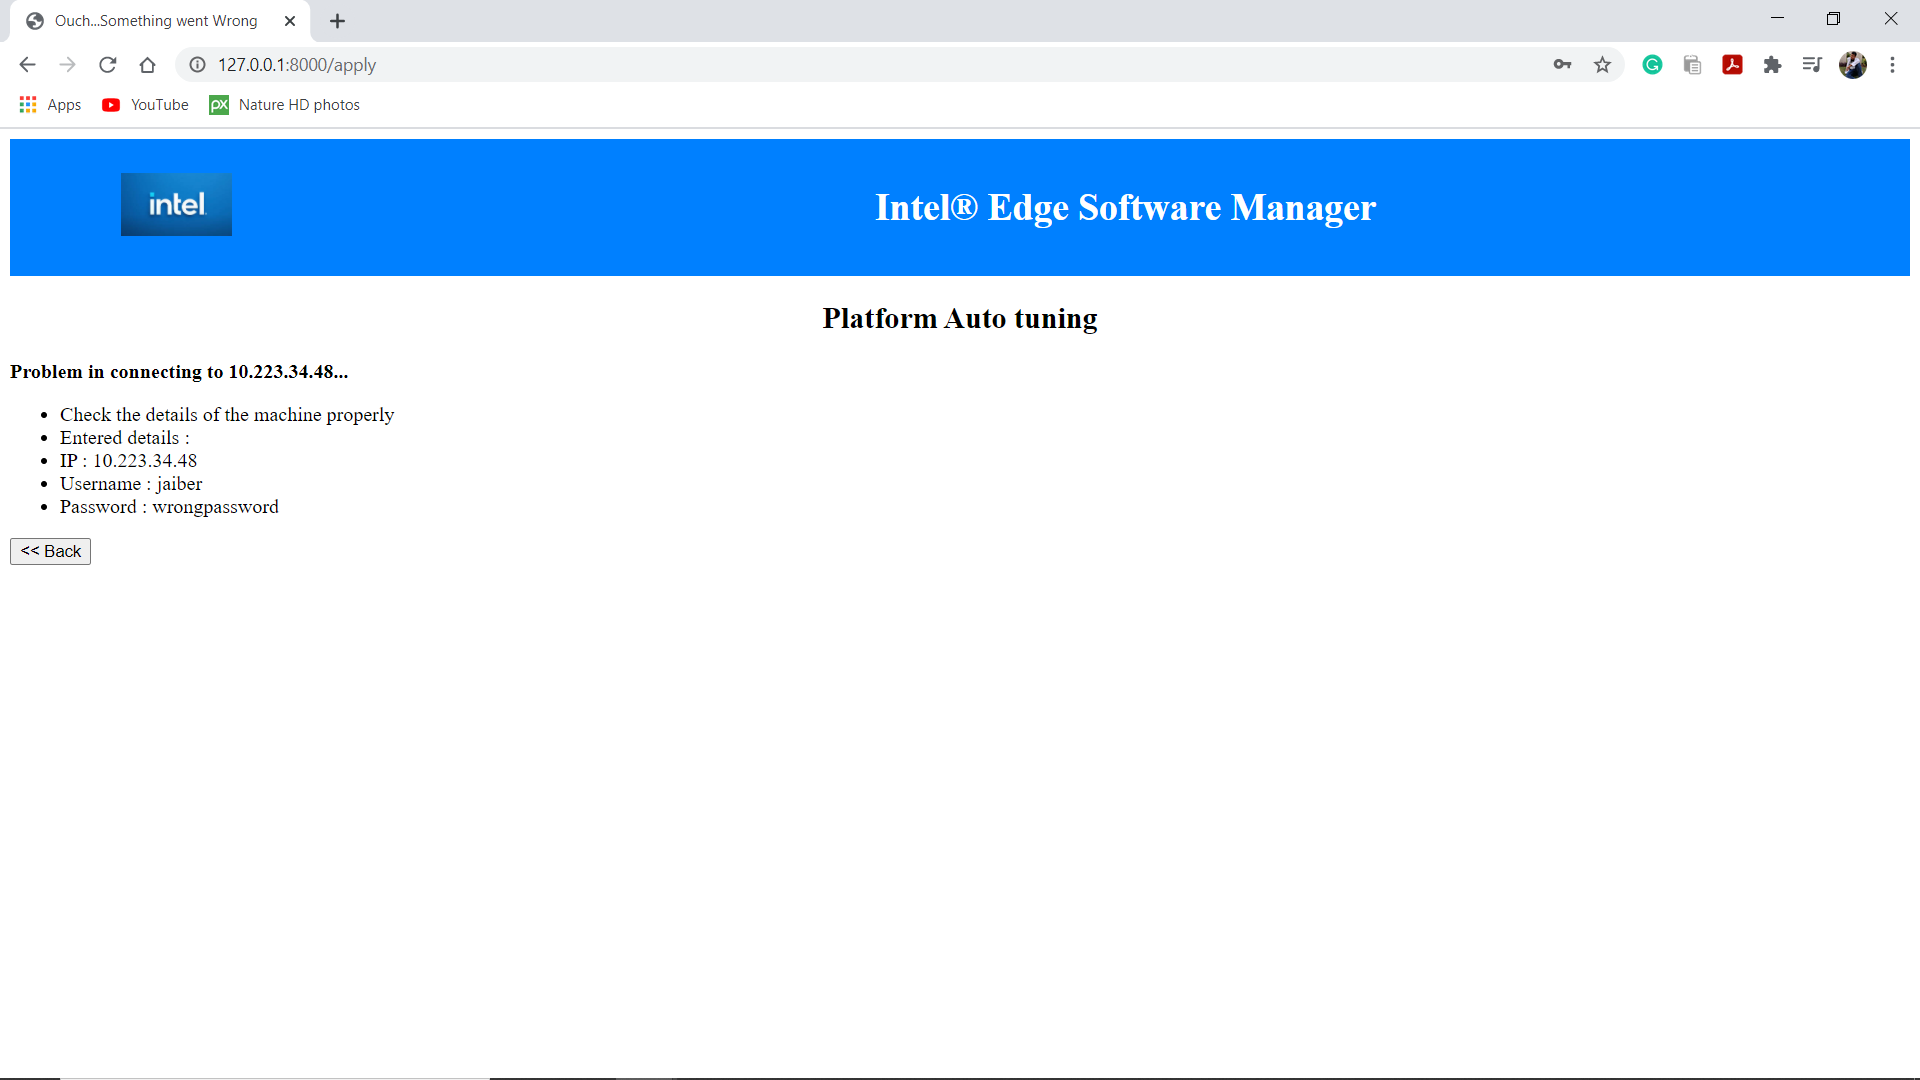 Ouch...Something went Wrong
127.0.0.1:8000/apply
Apps YouTube Nature HD photos
intel.
Intel® Edge Software Manager
Platform Auto tuning
Problem in connecting to 10.223.34.48...
Check the details of the machine properly
Entered details :
IP : 10.223.34.48
Username : jaiber
Password : wrongpassword
<< Back